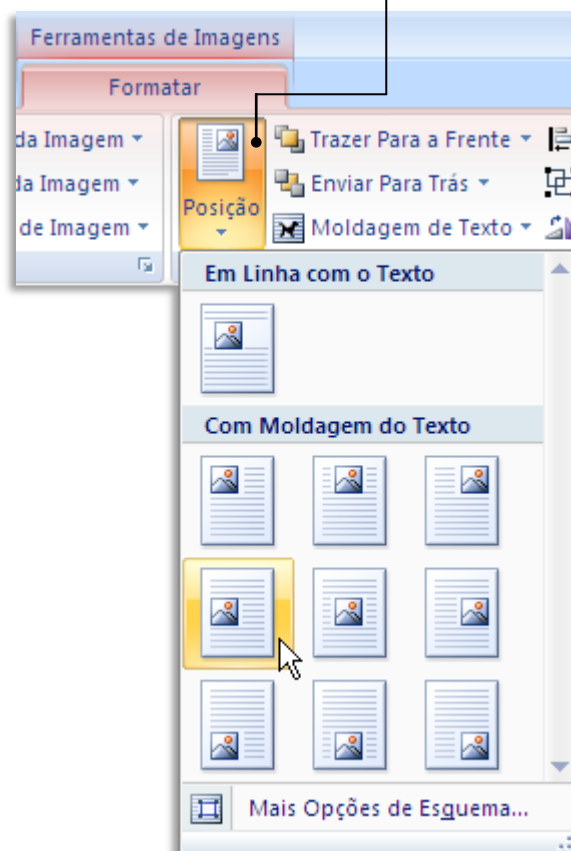 Ferramentas de Imagens
Formatar
da Imagem
da Imagem
de Imagem
Posição
Trazer Para a Frente
Enviar Para Trás
Moldagem de Texto
Em Linha com o Texto
Com Moldagem do Texto
Mais Opções de Esquema...